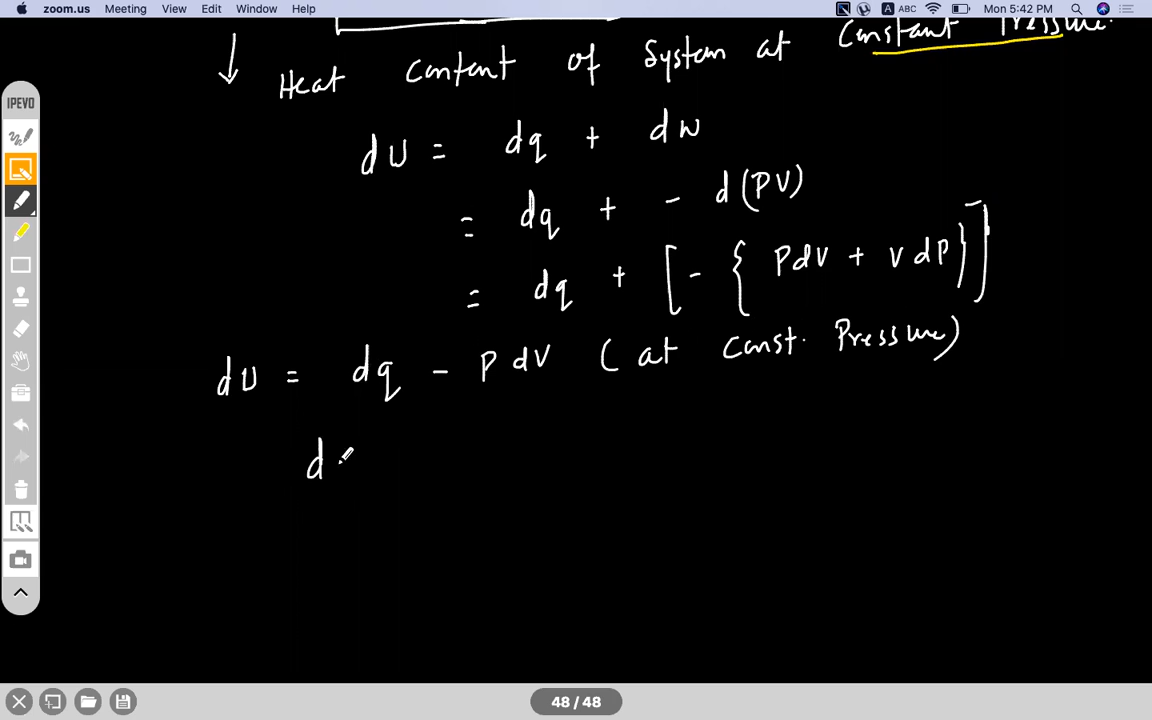 zoom.us Meeting View Edit Window Help A ABC Mon 5:42 PM
Constant Pressure.
Heat Content of System at
IPEVO
dU = dq + dw
= dq + - d(PV)
= dq + [- { PdV + VdP}]
dU = dq - PdV (at Const. Pressure)
d
48 / 48